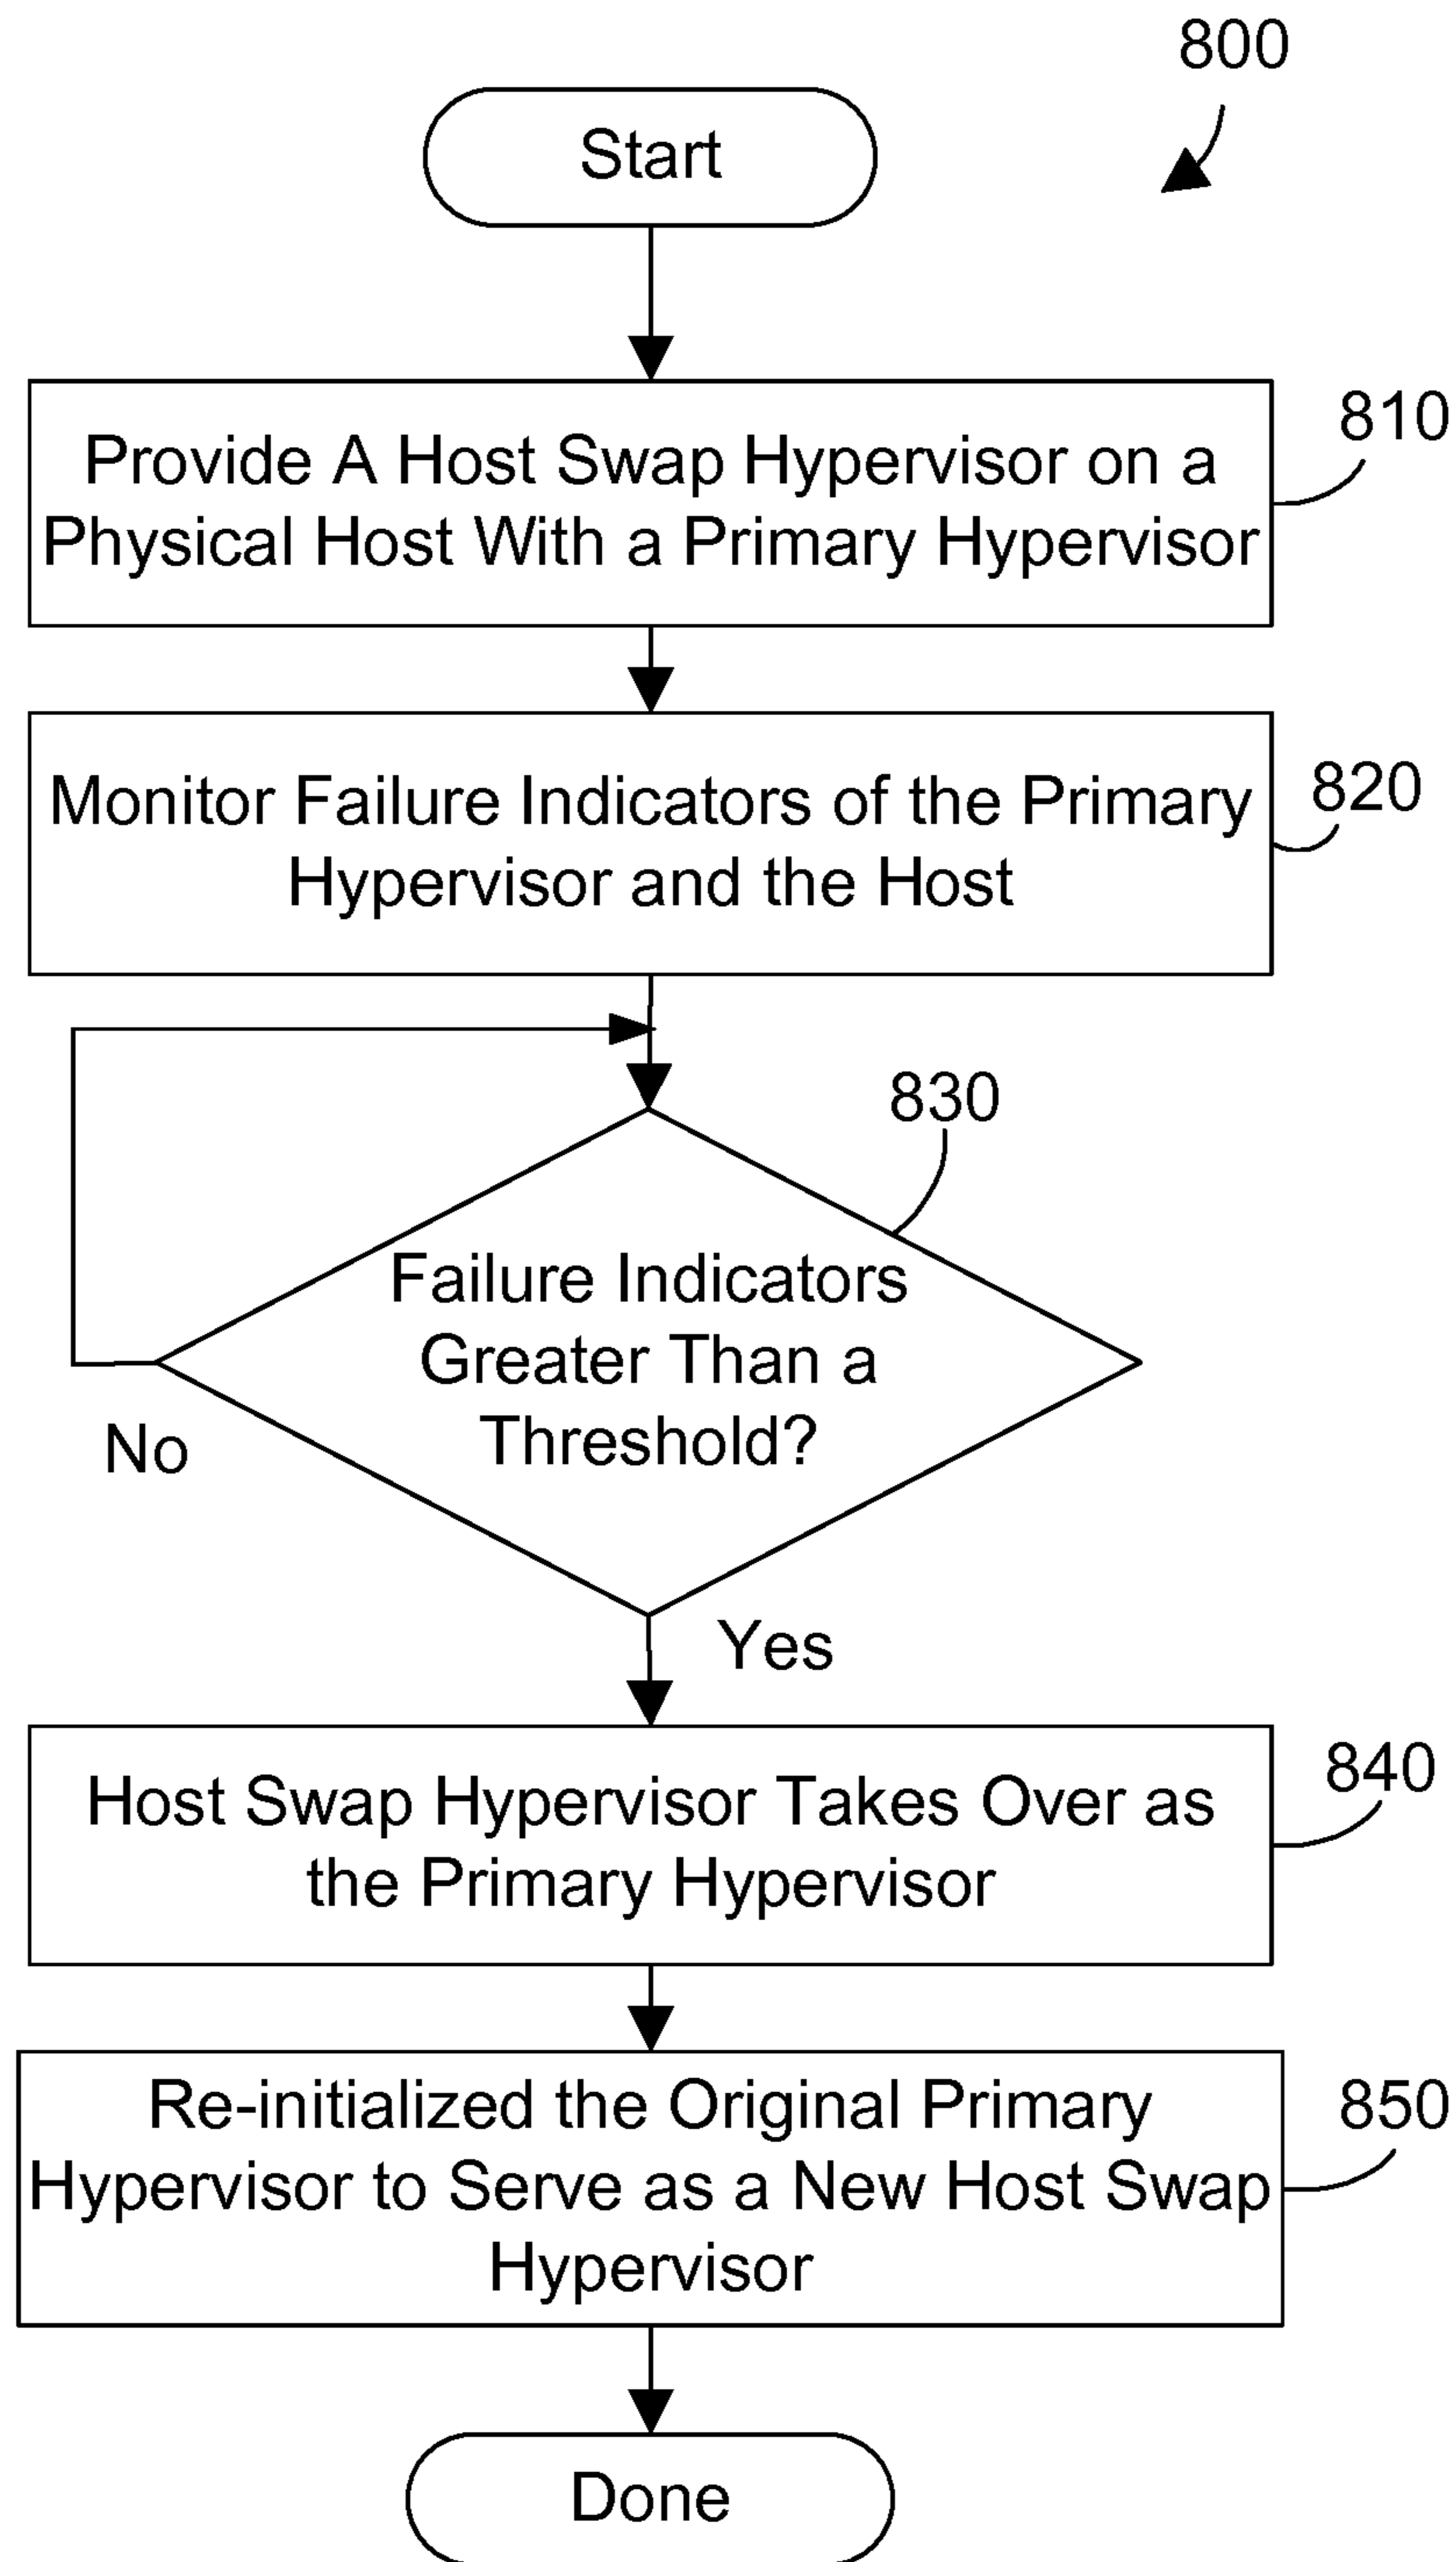 800
Start
Provide A Host Swap Hypervisor on a
Physical Host With a Primary Hypervisor
810
Monitor Failure Indicators of the Primary
Hypervisor and the Host
820
830
Failure Indicators
Greater Than a
Threshold?
No
Yes
Host Swap Hypervisor Takes Over as
the Primary Hypervisor
840
Re-initialized the Original Primary
Hypervisor to Serve as a New Host Swap
Hypervisor
850
Done